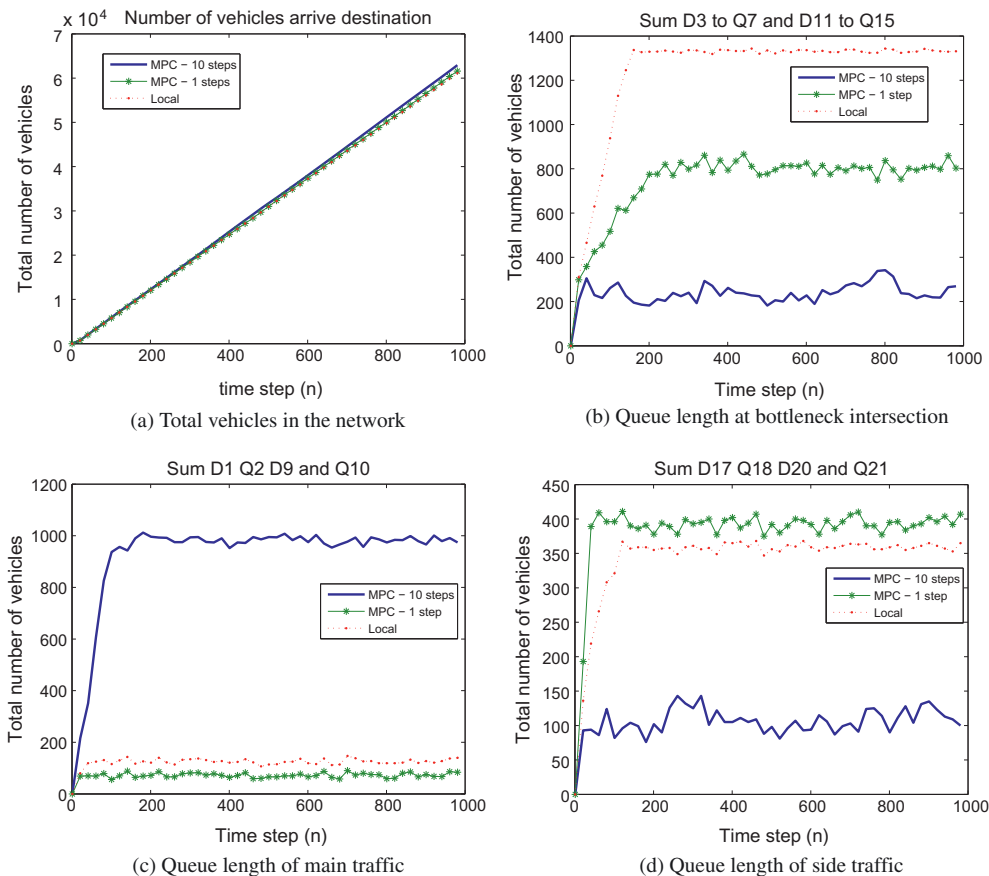 Number of vehicles arrive destination
x 10⁴
7
6
5
4
3
2
1
0
Total number of vehicles
MPC − 10 steps
MPC − 1 steps
Local
0 200 400 600 800 1000
time step (n)
(a) Total vehicles in the network
Sum D3 to Q7 and D11 to Q15
1400
1200
1000
800
600
400
200
0
Total number of vehicles
MPC − 10 steps
MPC − 1 step
Local
0 200 400 600 800 1000
Time step (n)
(b) Queue length at bottleneck intersection
Sum D1 Q2 D9 and Q10
1200
1000
800
600
400
200
0
Total number of vehicles
MPC − 10 steps
MPC − 1 step
Local
0 200 400 600 800 1000
Time step (n)
(c) Queue length of main traffic
Sum D17 Q18 D20 and Q21
450
400
350
300
250
200
150
100
50
0
Total number of vehicles
MPC − 10 steps
MPC − 1 step
Local
0 200 400 600 800 1000
Time step (n)
(d) Queue length of side traffic